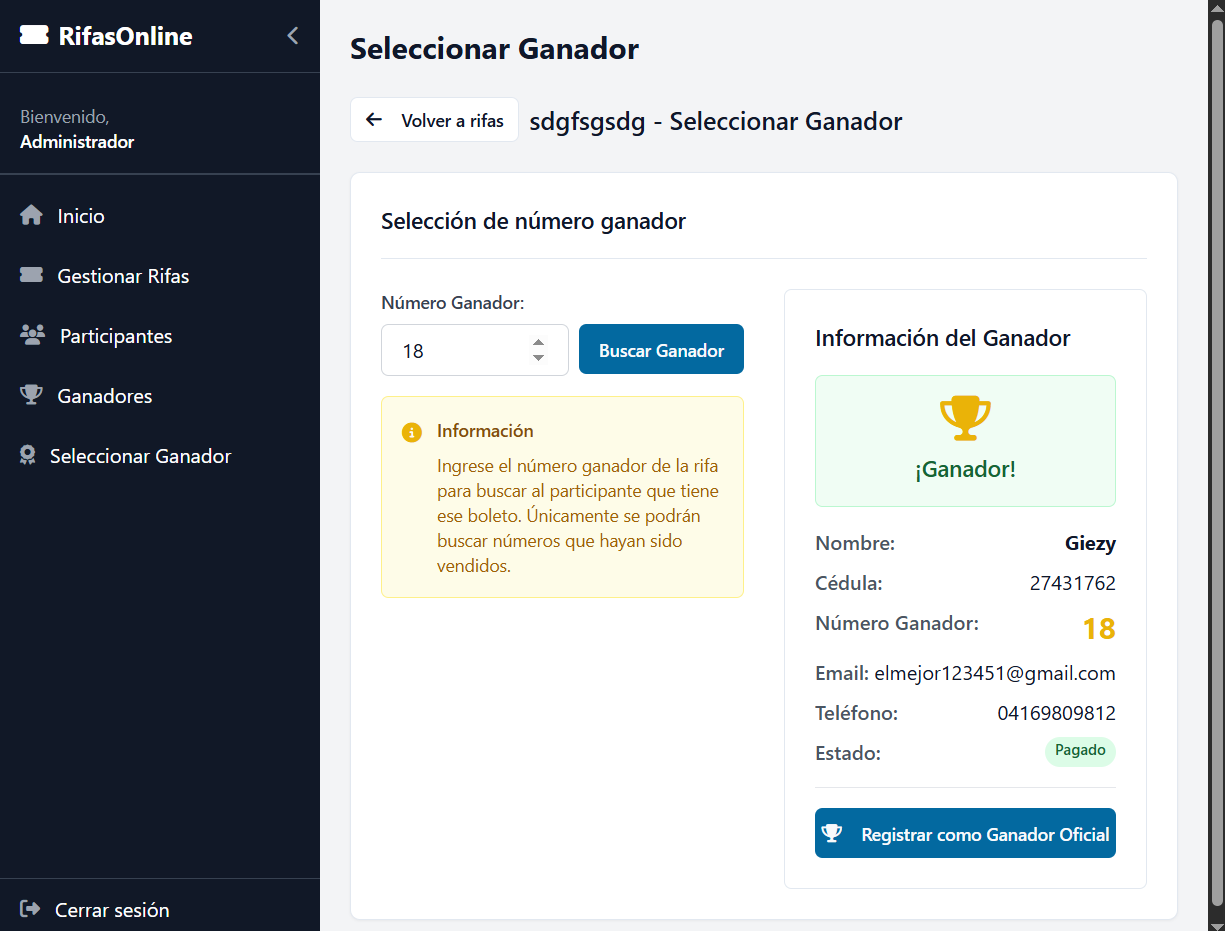 RifasOnline
Bienvenido,
Administrador
Inicio
Gestionar Rifas
Participantes
Ganadores
Seleccionar Ganador
Cerrar sesión
Seleccionar Ganador
Volver a rifas
sdgfsgsdg - Seleccionar Ganador
Selección de número ganador
Número Ganador:
18
Buscar Ganador
Información
Ingrese el número ganador de la rifa
para buscar al participante que tiene
ese boleto. Únicamente se podrán
buscar números que hayan sido
vendidos.
Información del Ganador
¡Ganador!
Nombre: Giezy
Cédula: 27431762
Número Ganador: 18
Email: elmejor123451@gmail.com
Teléfono: 04169809812
Estado: Pagado
Registrar como Ganador Oficial